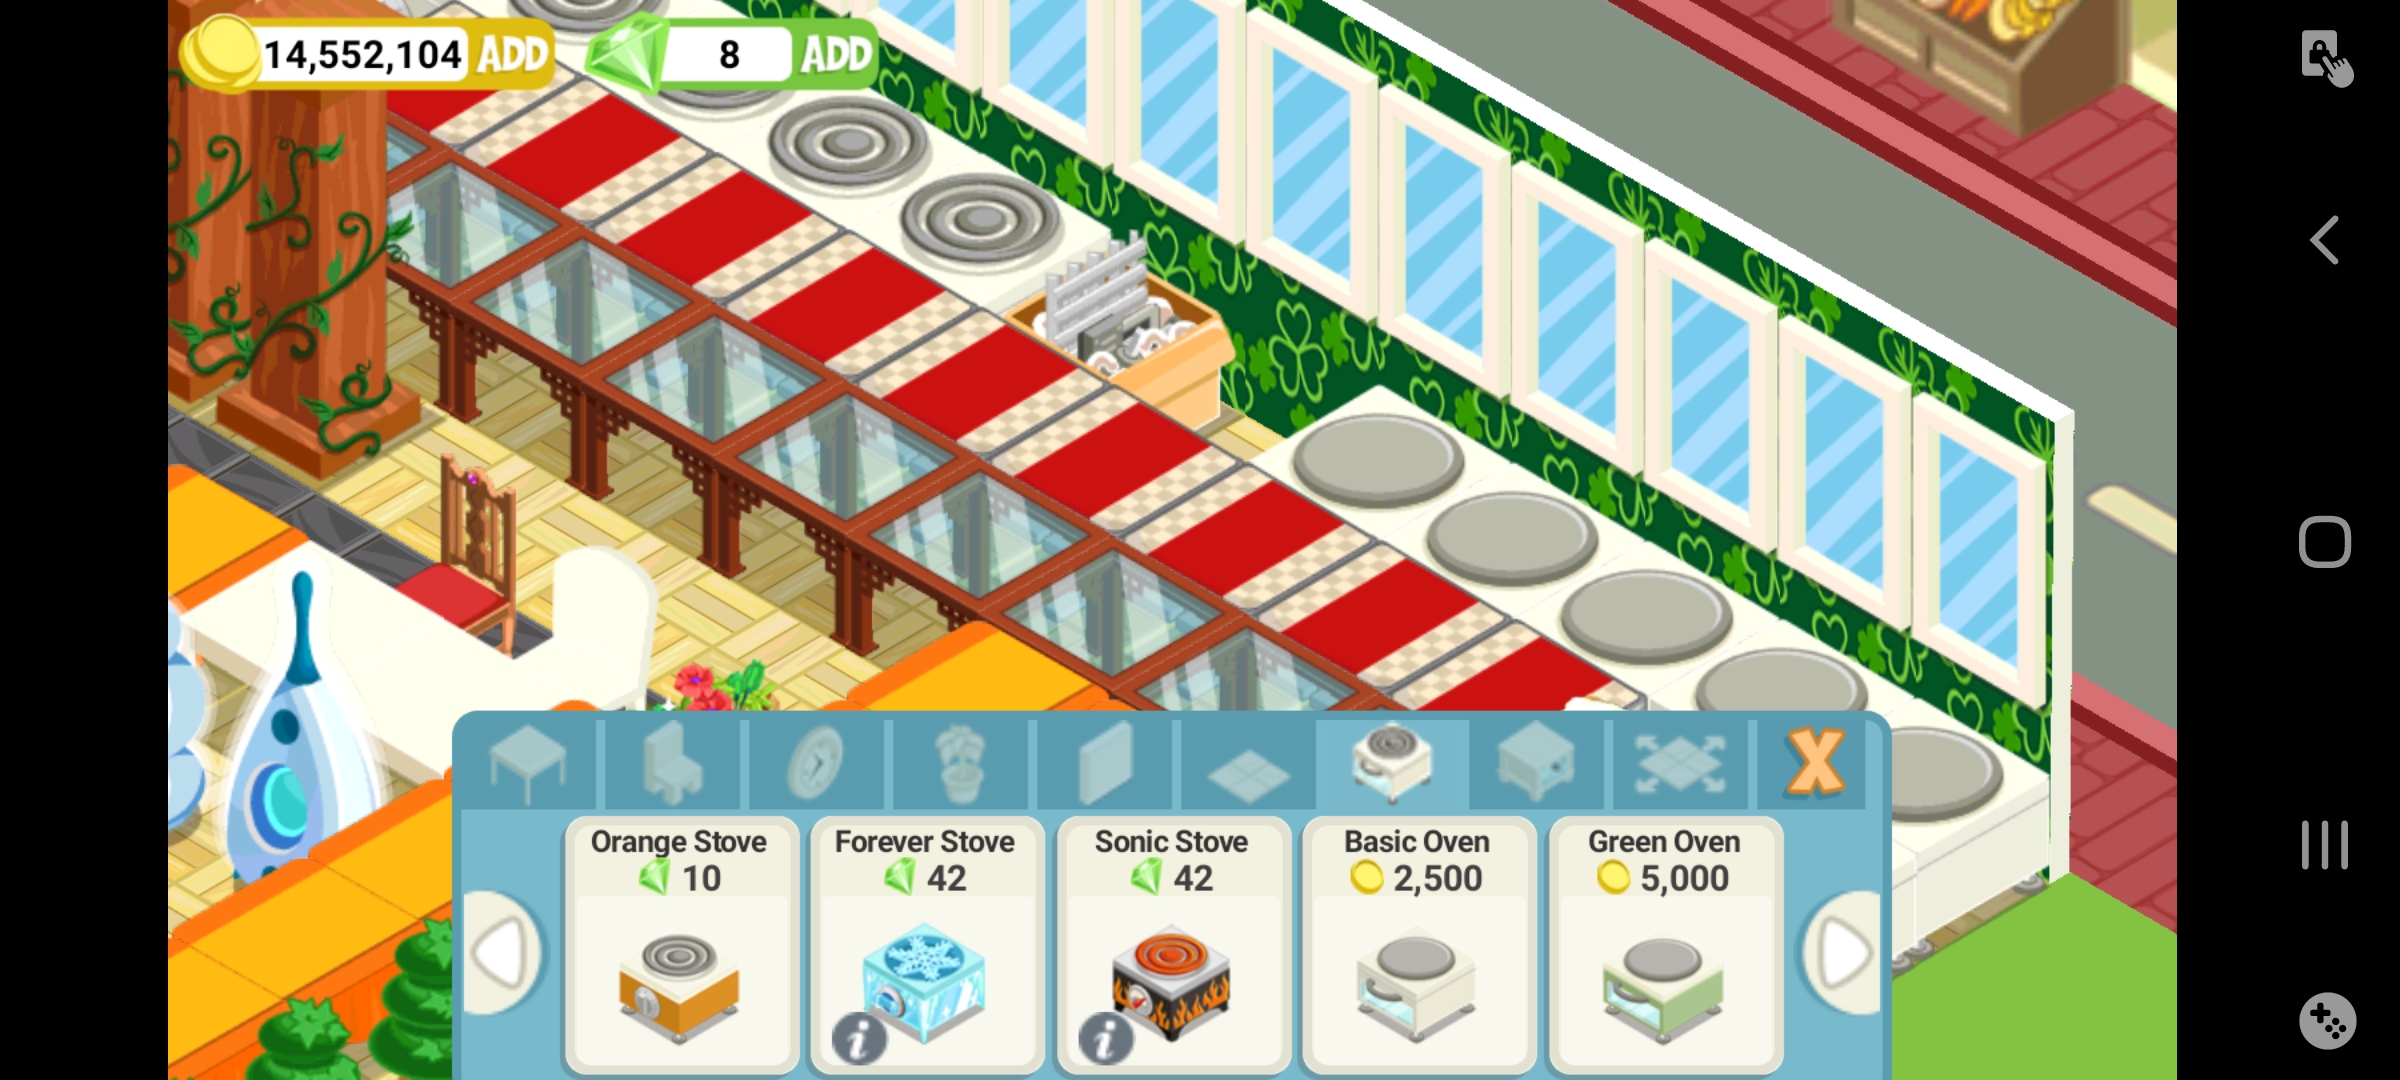 14,552,104 ADD
8 ADD
Orange Stove
10
Forever Stove
42
Sonic Stove
42
Basic Oven
2,500
Green Oven
5,000
X
i
i